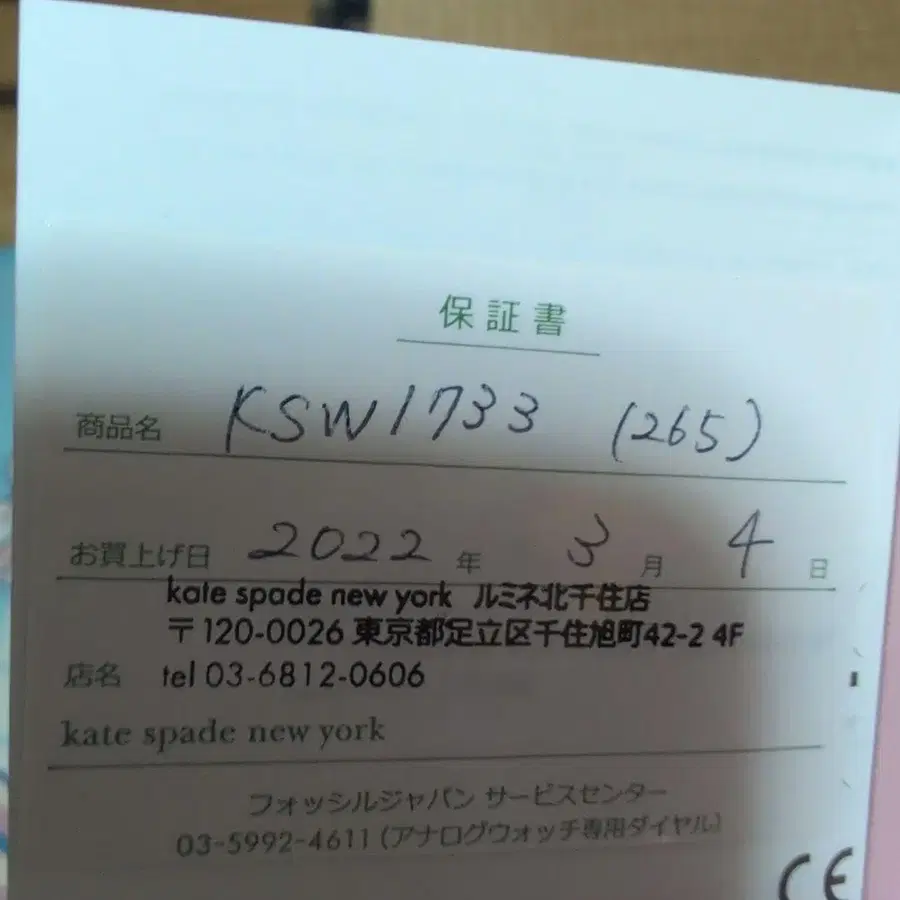 保証書
商品名 KSW1733 (265)
お買上げ日 2022 年 3 月 4 日
kate spade new york ルミネ北千住店
〒120-0026 東京都足立区千住旭町42-2 4F
店名 tel 03-6812-0606
kate spade new york
フォッシルジャパン サービスセンター
03-5992-4611 (アナログウォッチ専用ダイヤル)
CE